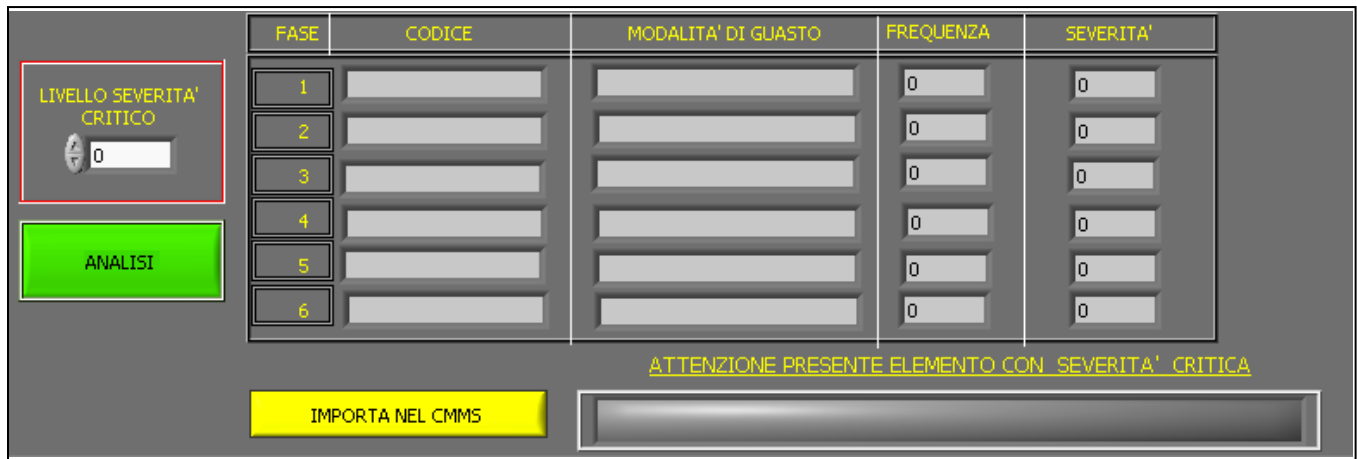 FASE CODICE MODALITA' DI GUASTO FREQUENZA SEVERITA'
LIVELLO SEVERITA'
CRITICO
0
ANALISI
1 0 0
2 0 0
3 0 0
4 0 0
5 0 0
6 0 0
ATTENZIONE PRESENTE ELEMENTO CON SEVERITA' CRITICA
IMPORTA NEL CMMS